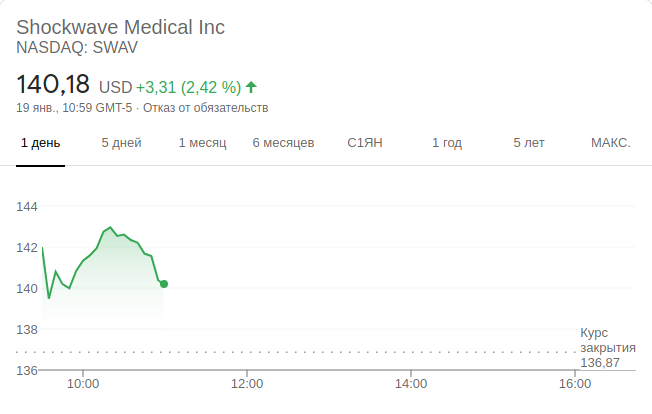 Shockwave Medical Inc
NASDAQ: SWAV
140,18 USD +3,31 (2,42 %)
19 янв., 10:59 GMT-5 · Отказ от обязательств
1 день 5 дней 1 месяц 6 месяцев С1ЯН 1 год 5 лет МАКС.
144
142
140
138
Курс
закрытия
136,87
136
10:00 12:00 14:00 16:00